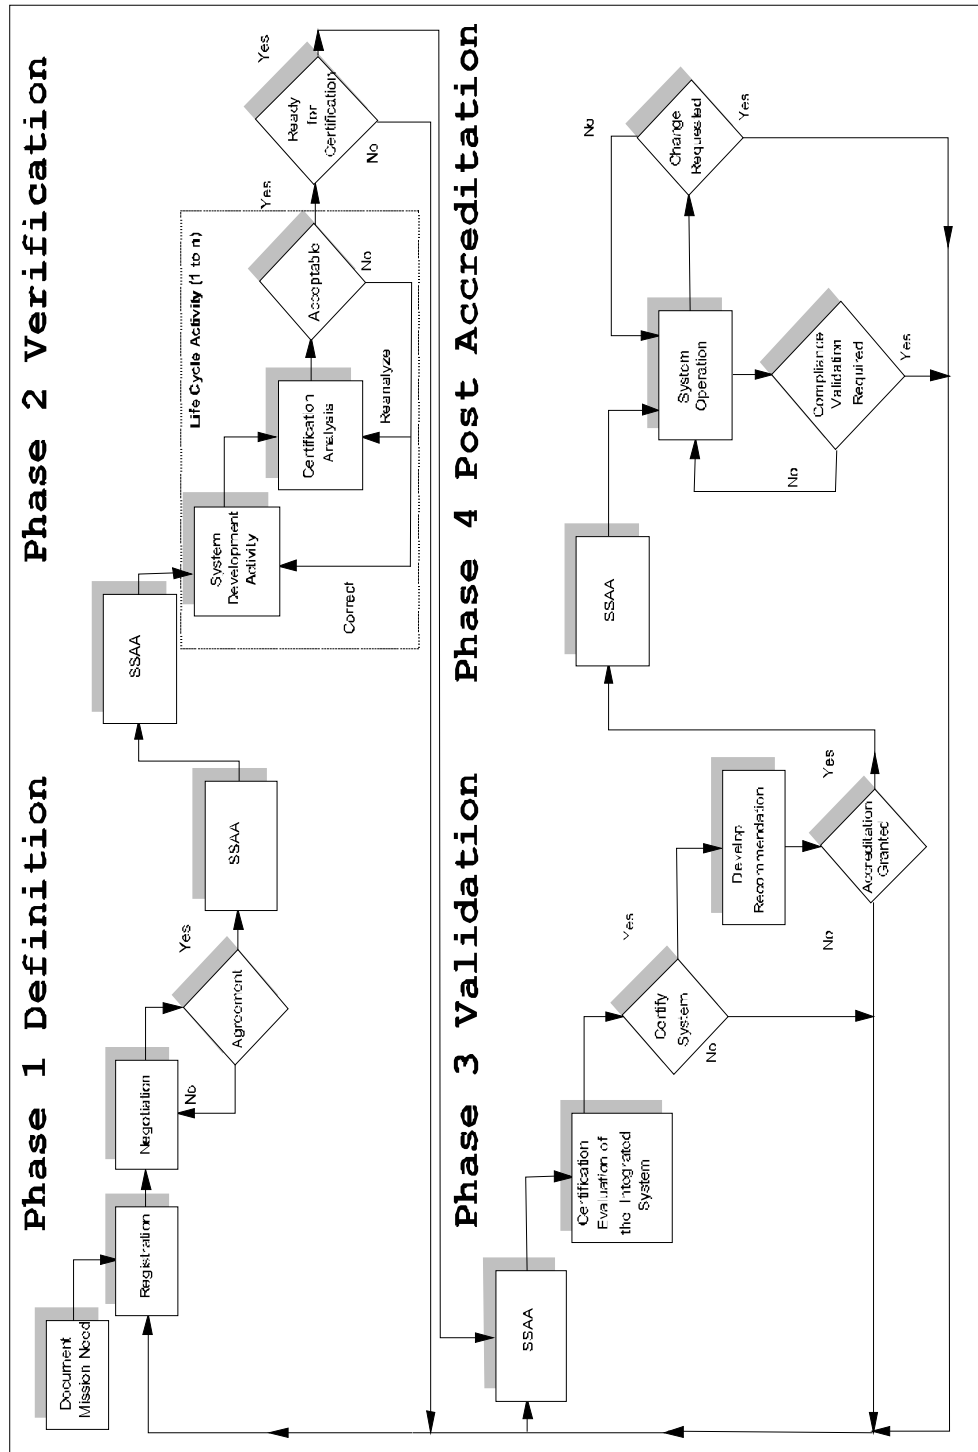 Phase 1 Definition
Document
Mission Need
Registration
Negotiation
No
Agreement
Yes
SSAA
Phase 2 Verification
SSAA
Life Cycle Activity (1 to n)
System
Development
Activity
Certification
Analysis
Correct
Reanalyze
Acceptable
No
Yes
Ready
for
Certification
No
Yes
Phase 3 Validation
SSAA
Certification
Evaluation of
the Integrated
System
Certify
System
No
Yes
Develop
Recommendation
No
Accreditation
Granted
Yes
Phase 4 Post Accreditation
SSAA
System
Operation
No
Compliance
Validation
Required
Yes
No
Change
Requested
Yes